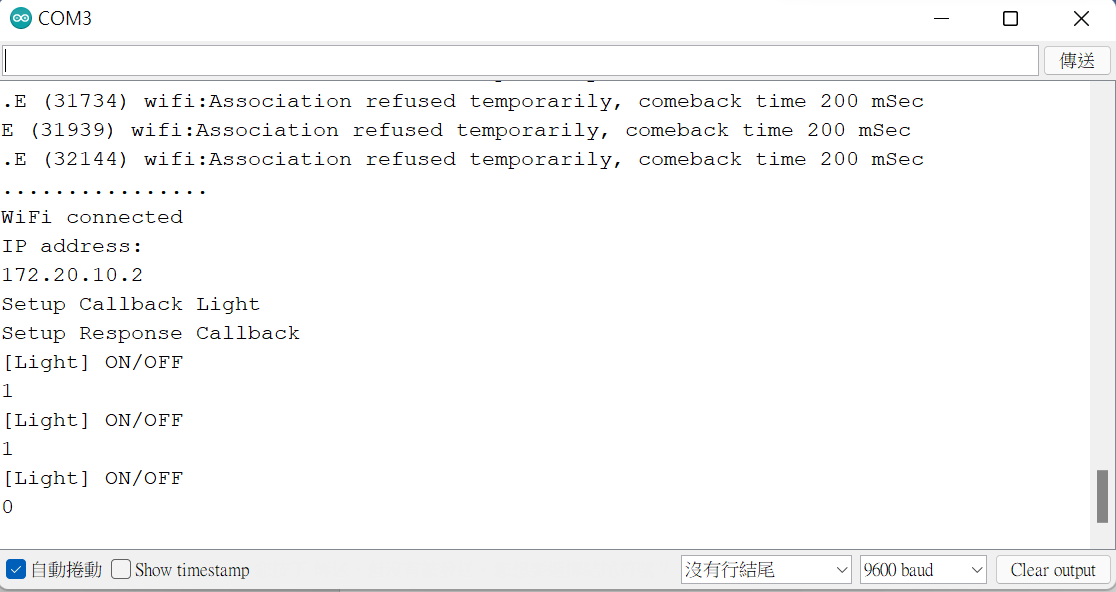 COM3
傳送
.E (31734) wifi:Association refused temporarily, comeback time 200 mSec
E (31939) wifi:Association refused temporarily, comeback time 200 mSec
.E (32144) wifi:Association refused temporarily, comeback time 200 mSec
................
WiFi connected
IP address:
172.20.10.2
Setup Callback Light
Setup Response Callback
[Light] ON/OFF
1
[Light] ON/OFF
1
[Light] ON/OFF
0
自動捲動 Show timestamp 沒有行結尾 9600 baud Clear output